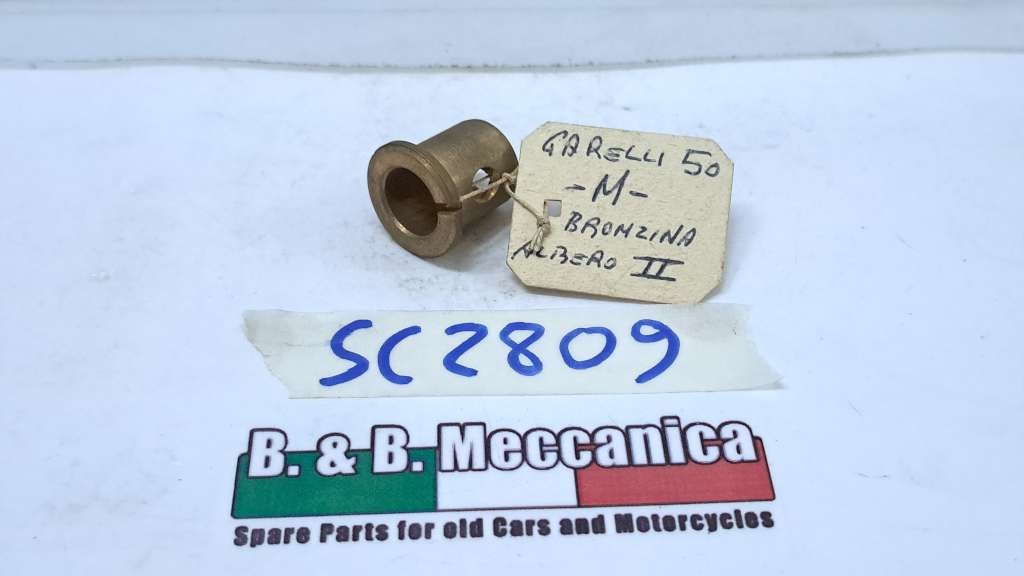 GARELLI 50
-M-
BRONZINA
ALBERO II
SC2809
B. & B. Meccanica
Spare Parts for old Cars and Motorcycles